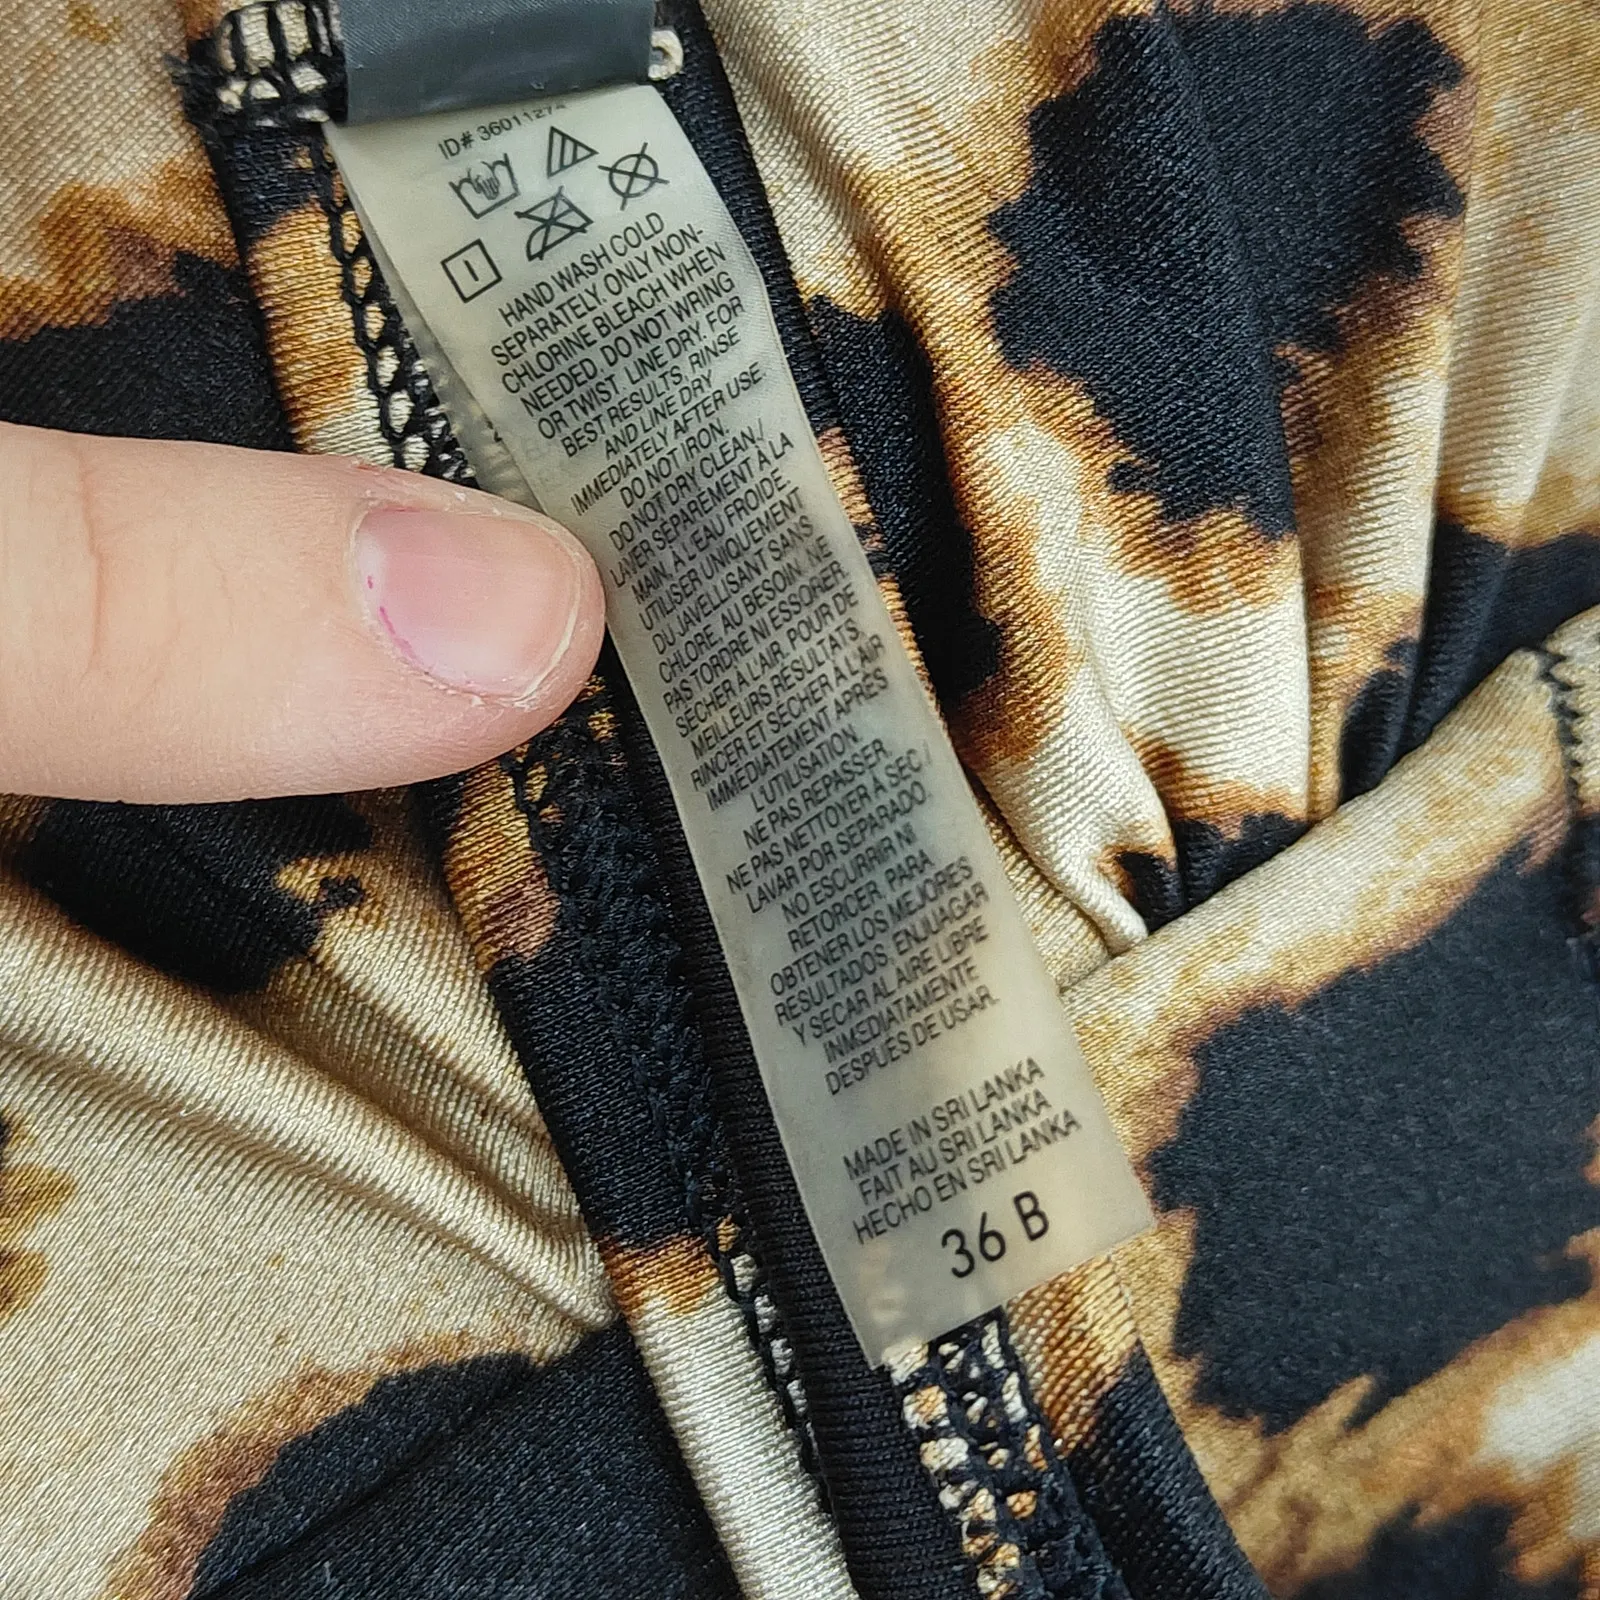 ID# 36011274
HAND WASH COLD
SEPARATELY. ONLY NON-
CHLORINE BLEACH WHEN
NEEDED. DO NOT WRING
OR TWIST. LINE DRY. FOR
BEST RESULTS, RINSE
AND LINE DRY
IMMEDIATELY AFTER USE.
DO NOT IRON.
DO NOT DRY CLEAN /
LAVER SÉPARÉMENT À LA
MAIN, À L'EAU FROIDE.
UTILISER UNIQUEMENT
DU JAVELLISANT SANS
CHLORE, AU BESOIN. NE
PAS TORDRE NI ESSORER.
SÉCHER À L'AIR. POUR DE
MEILLEURS RÉSULTATS,
RINCER ET SÉCHER À L'AIR
IMMÉDIATEMENT APRÈS
L'UTILISATION.
NE PAS REPASSER.
NE PAS NETTOYER À SEC /
LAVAR POR SEPARADO.
NO ESCURRIR NI
RETORCER. PARA
OBTENER LOS MEJORES
RESULTADOS, ENJUAGAR
Y SECAR AL AIRE LIBRE
INMEDIATAMENTE
DESPUÉS DE USAR.
MADE IN SRI LANKA
FAIT AU SRI LANKA
HECHO EN SRI LANKA
36 B